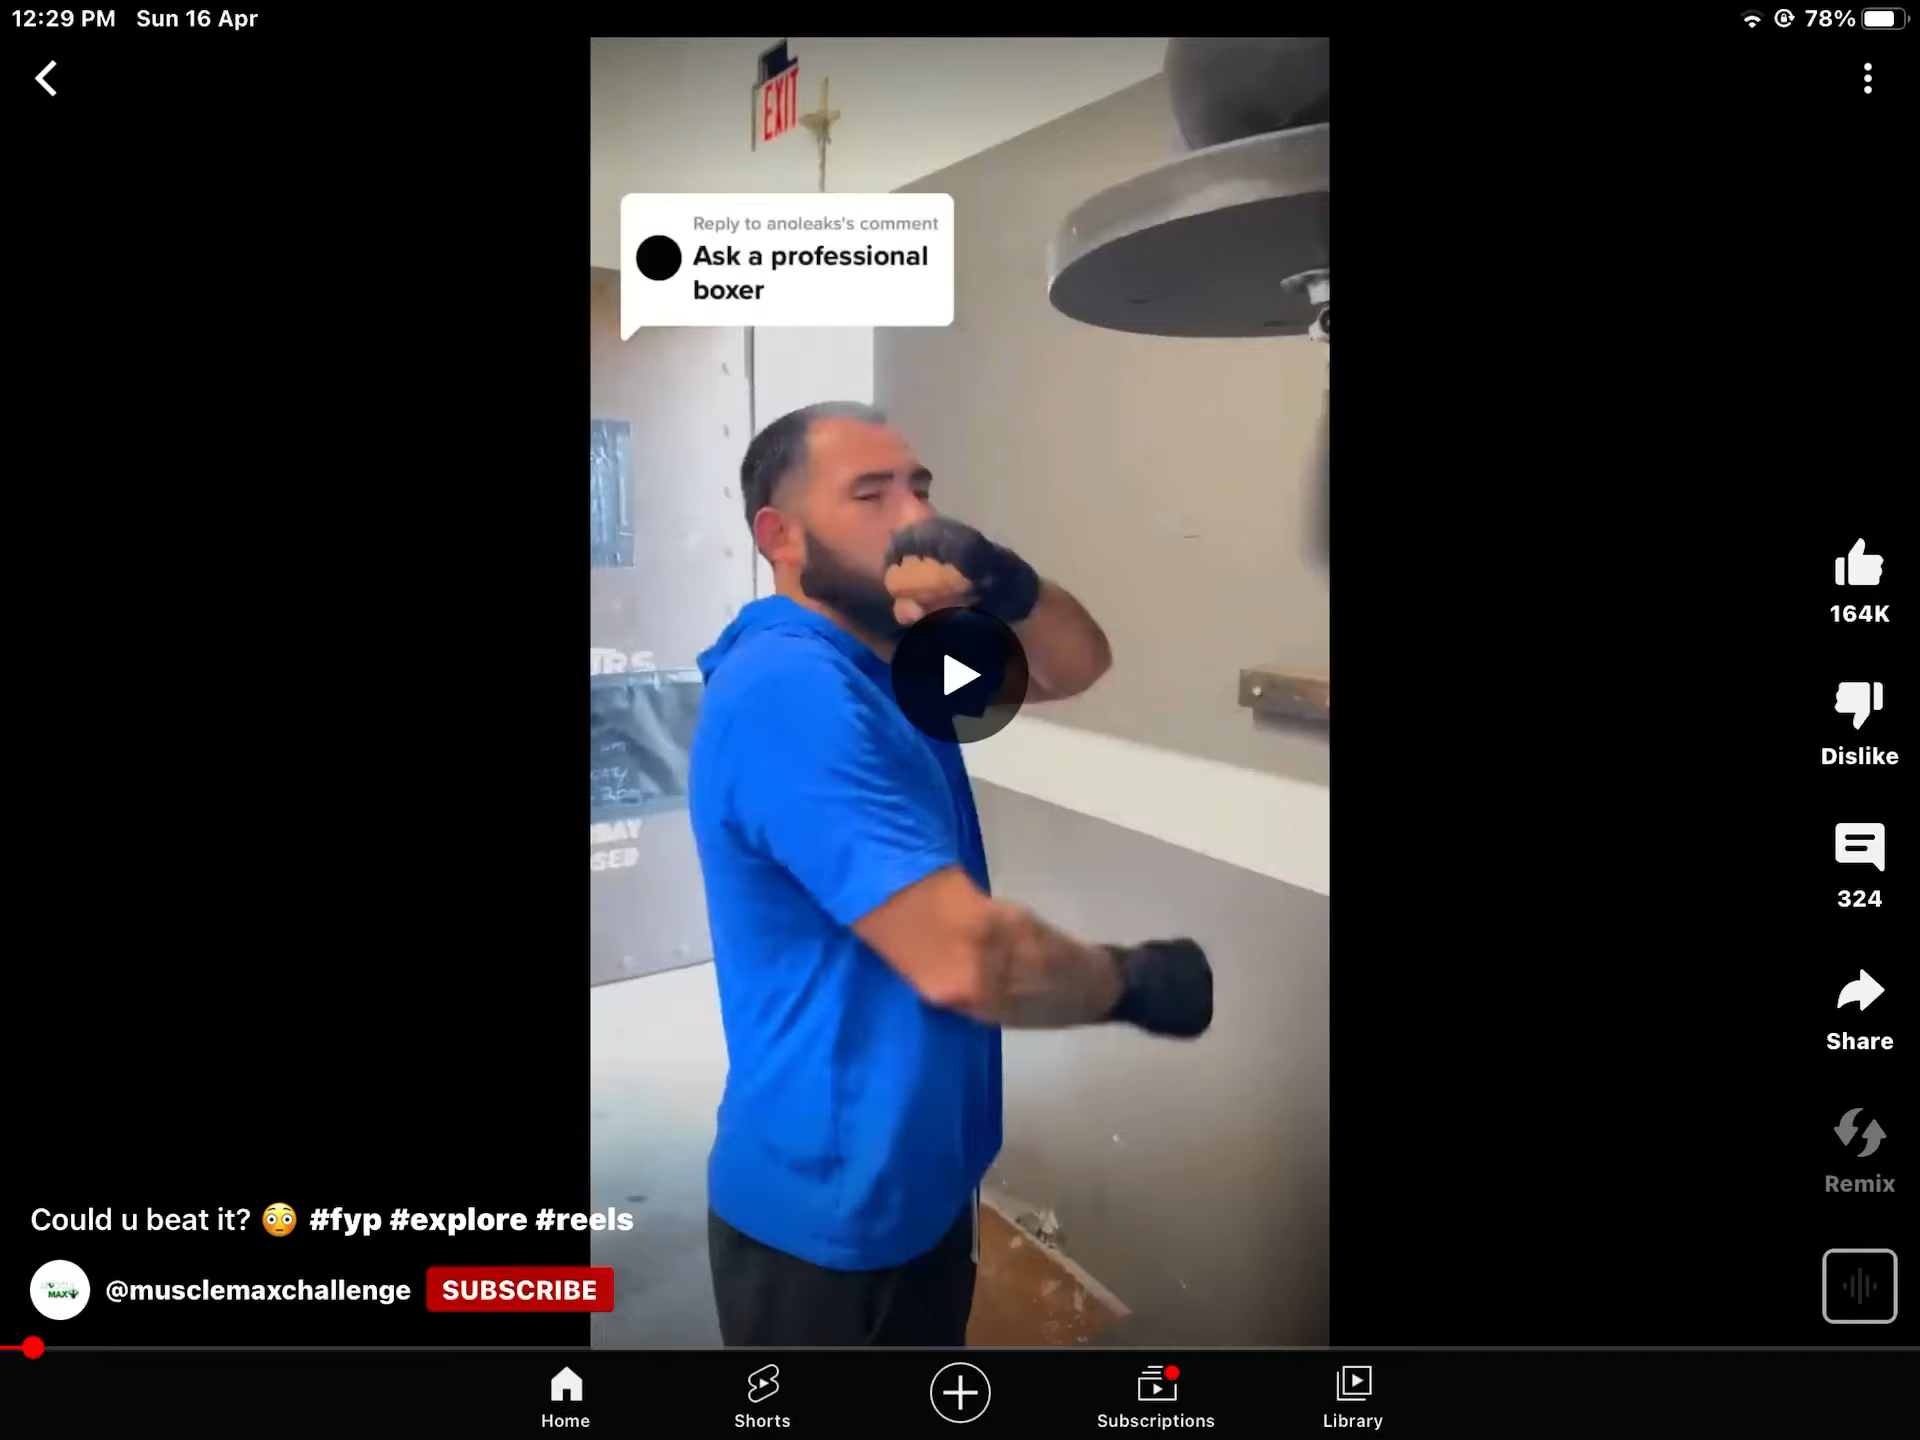 12:29 PM Sun 16 Apr
78%
EXIT
Reply to anoleaks's comment
Ask a professional
boxer
164K
Dislike
324
Share
Remix
Could u beat it? 😳 #fyp #explore #reels
MAX
@musclemaxchallenge
SUBSCRIBE
Home
Shorts
Subscriptions
Library